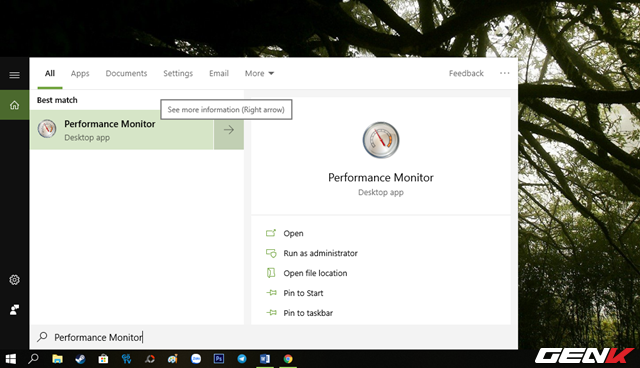 All Apps Documents Settings Email More Feedback ...
Best match
See more information (Right arrow)
Performance Monitor
Desktop app
Performance Monitor
Desktop app
Open
Run as administrator
Open file location
Pin to Start
Pin to taskbar
Performance Monitor
GENK